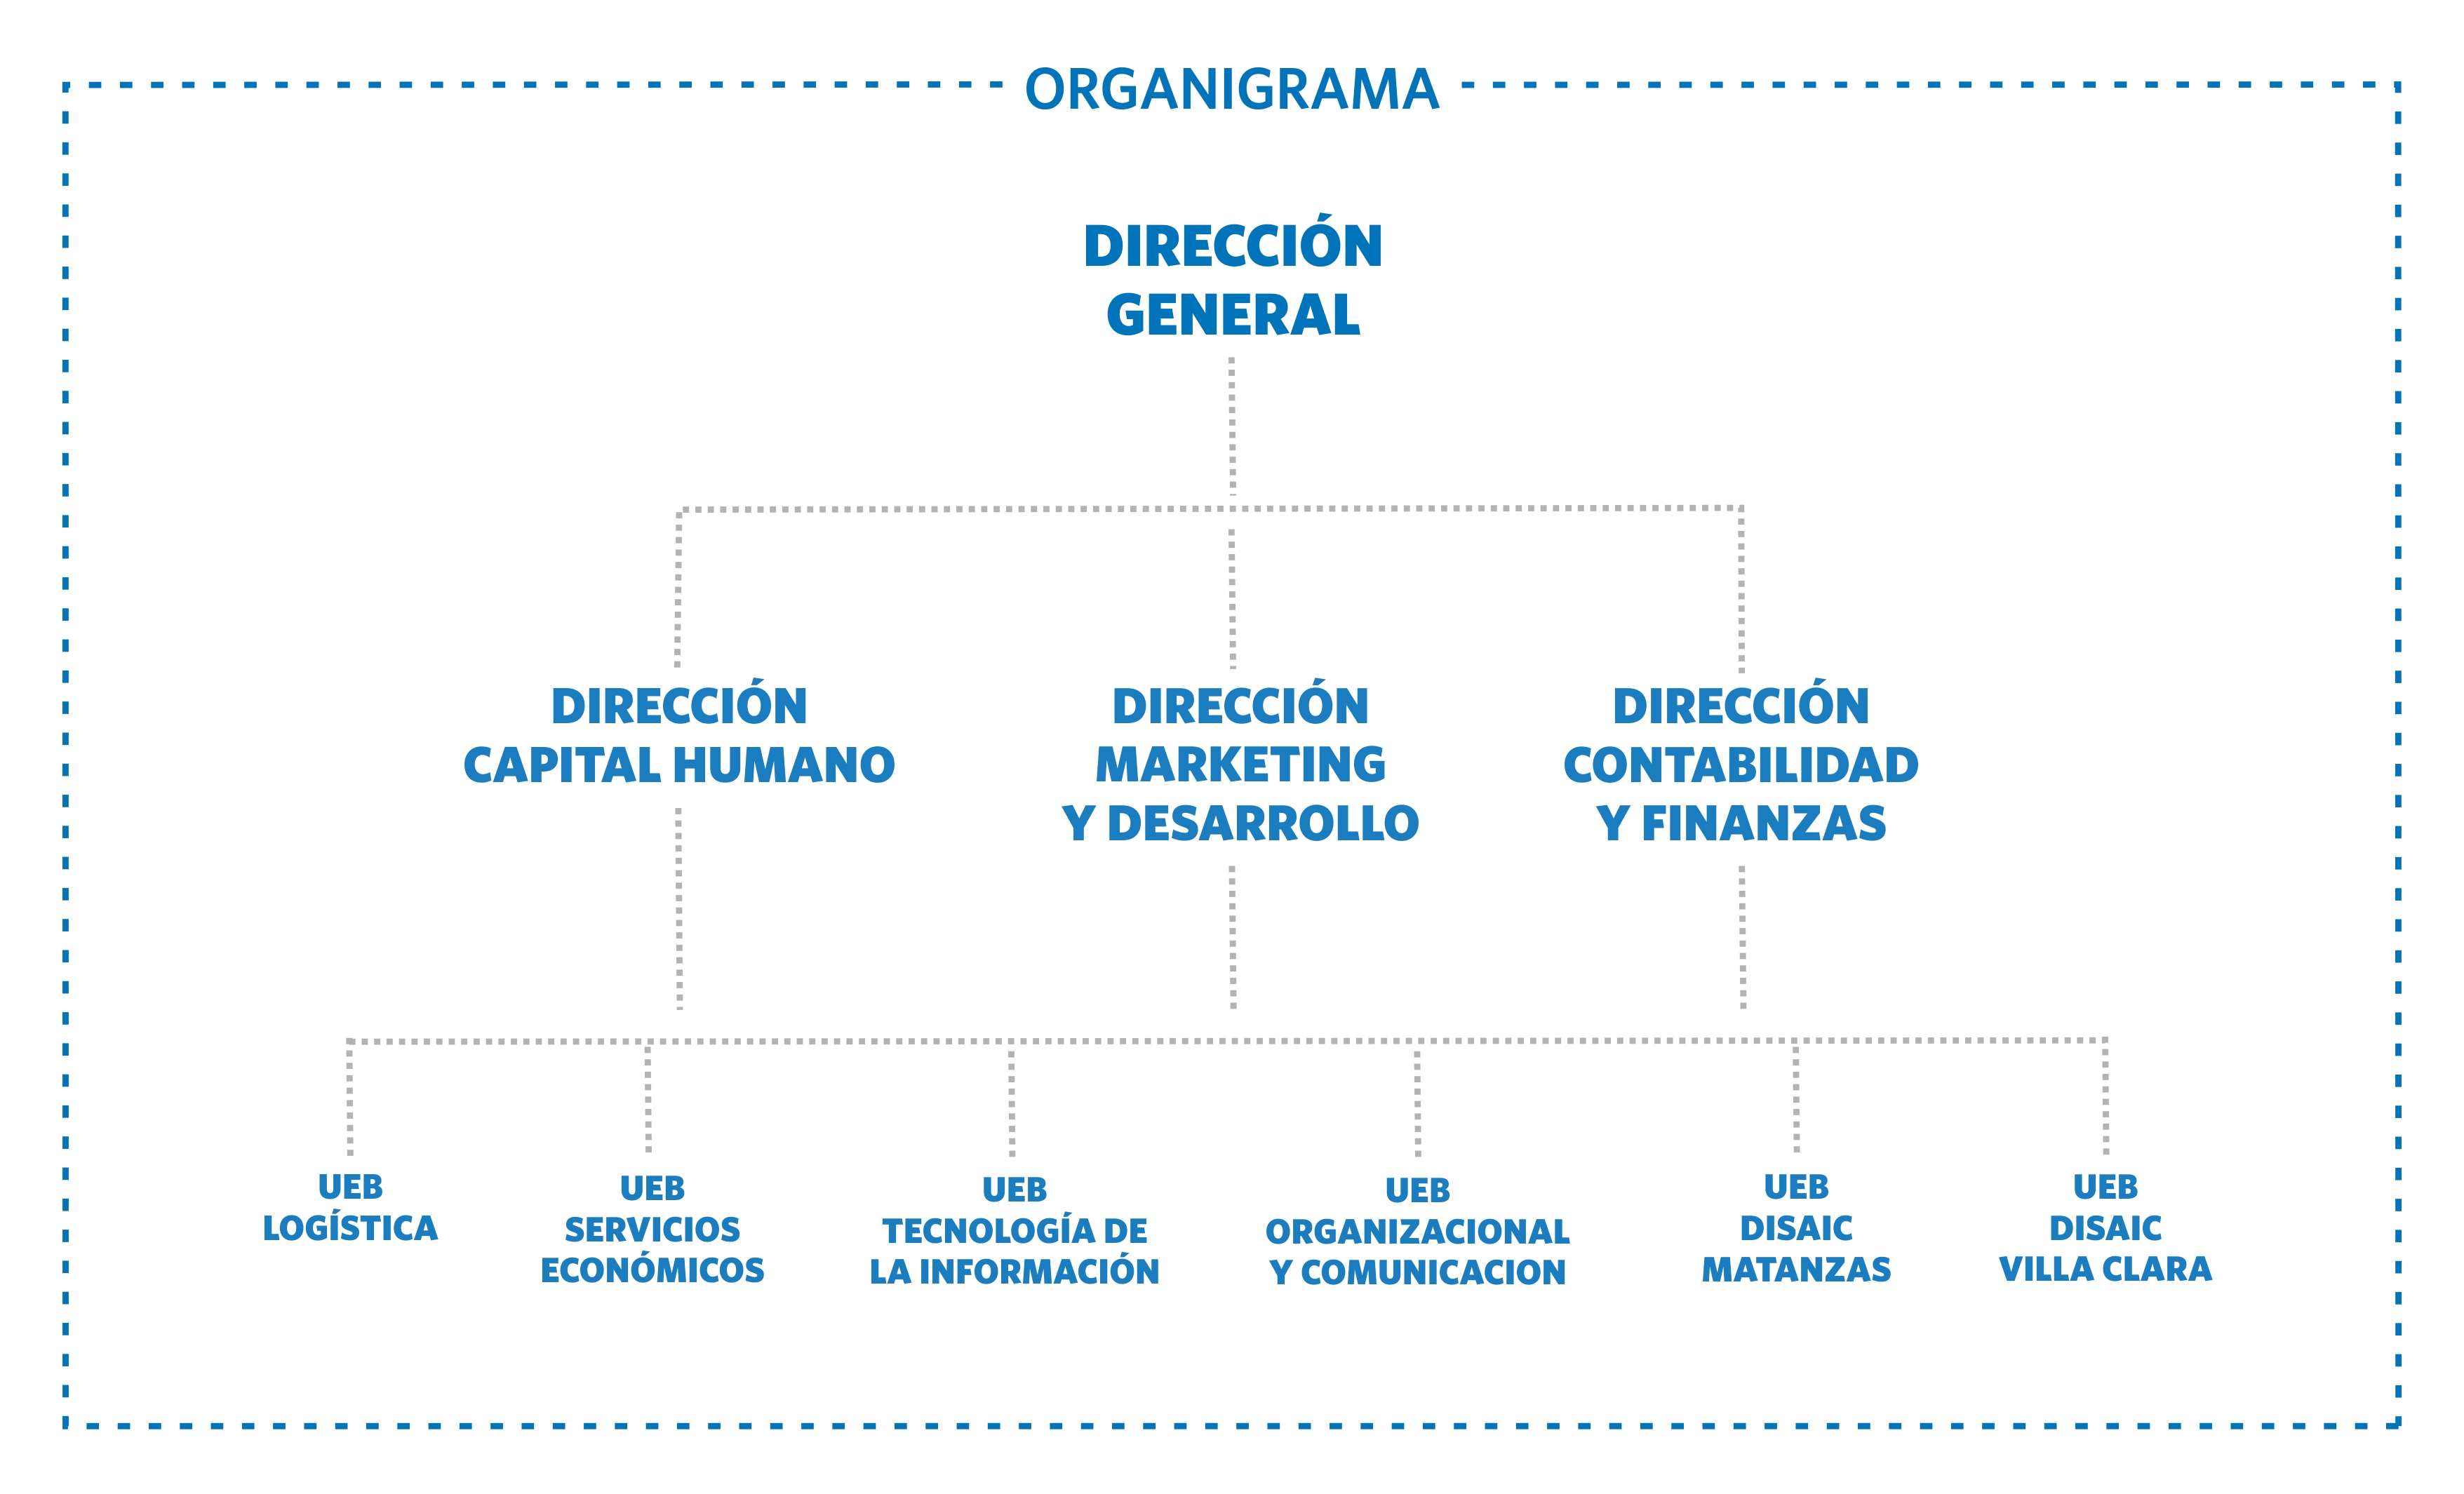 ORGANIGRAMA
DIRECCIÓN
GENERAL
DIRECCIÓN
CAPITAL HUMANO
DIRECCIÓN
MARKETING
Y DESARROLLO
DIRECCIÓN
CONTABILIDAD
Y FINANZAS
UEB
LOGÍSTICA
UEB
SERVICIOS
ECONÓMICOS
UEB
TECNOLOGÍA DE
LA INFORMACIÓN
UEB
ORGANIZACIONAL
Y COMUNICACION
UEB
DISAIC
MATANZAS
UEB
DISAIC
VILLA CLARA